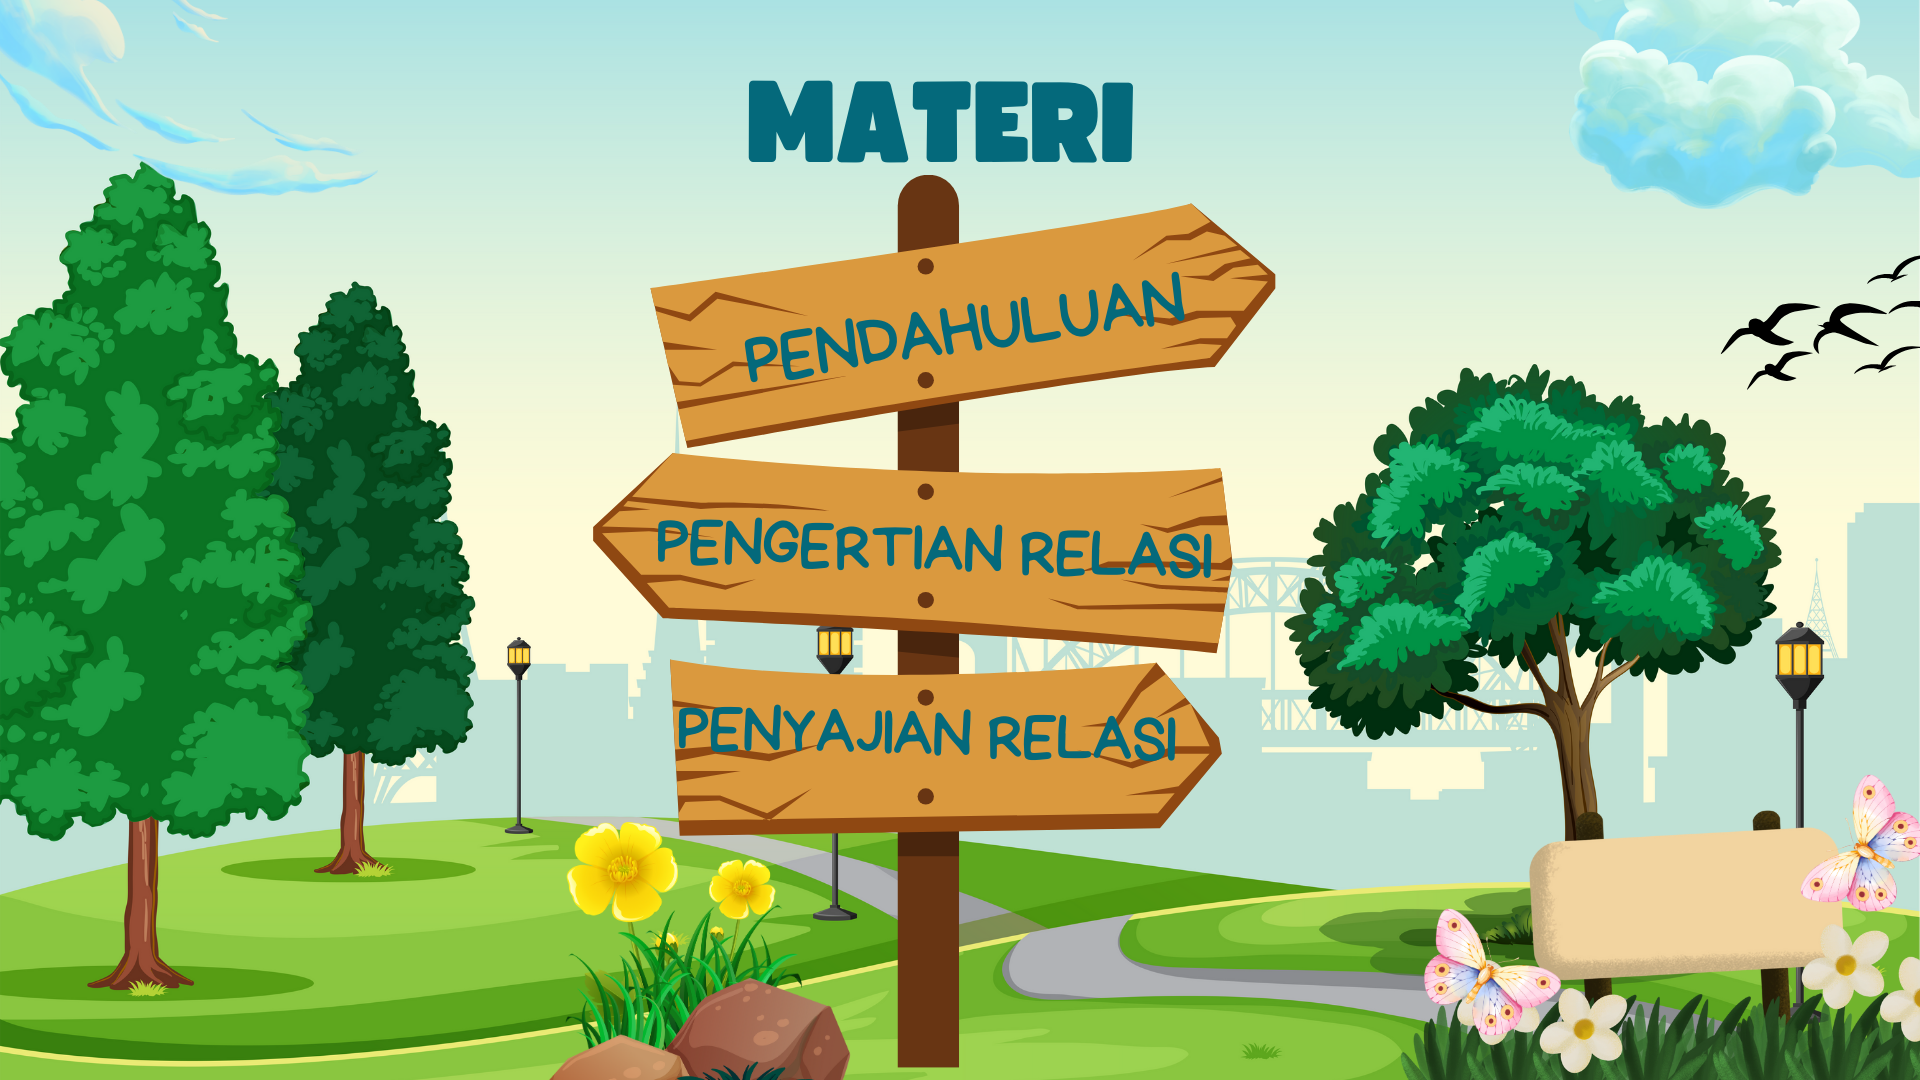 MATERI
PENDAHULUAN
PENGERTIAN RELASI
PENYAJIAN RELASI